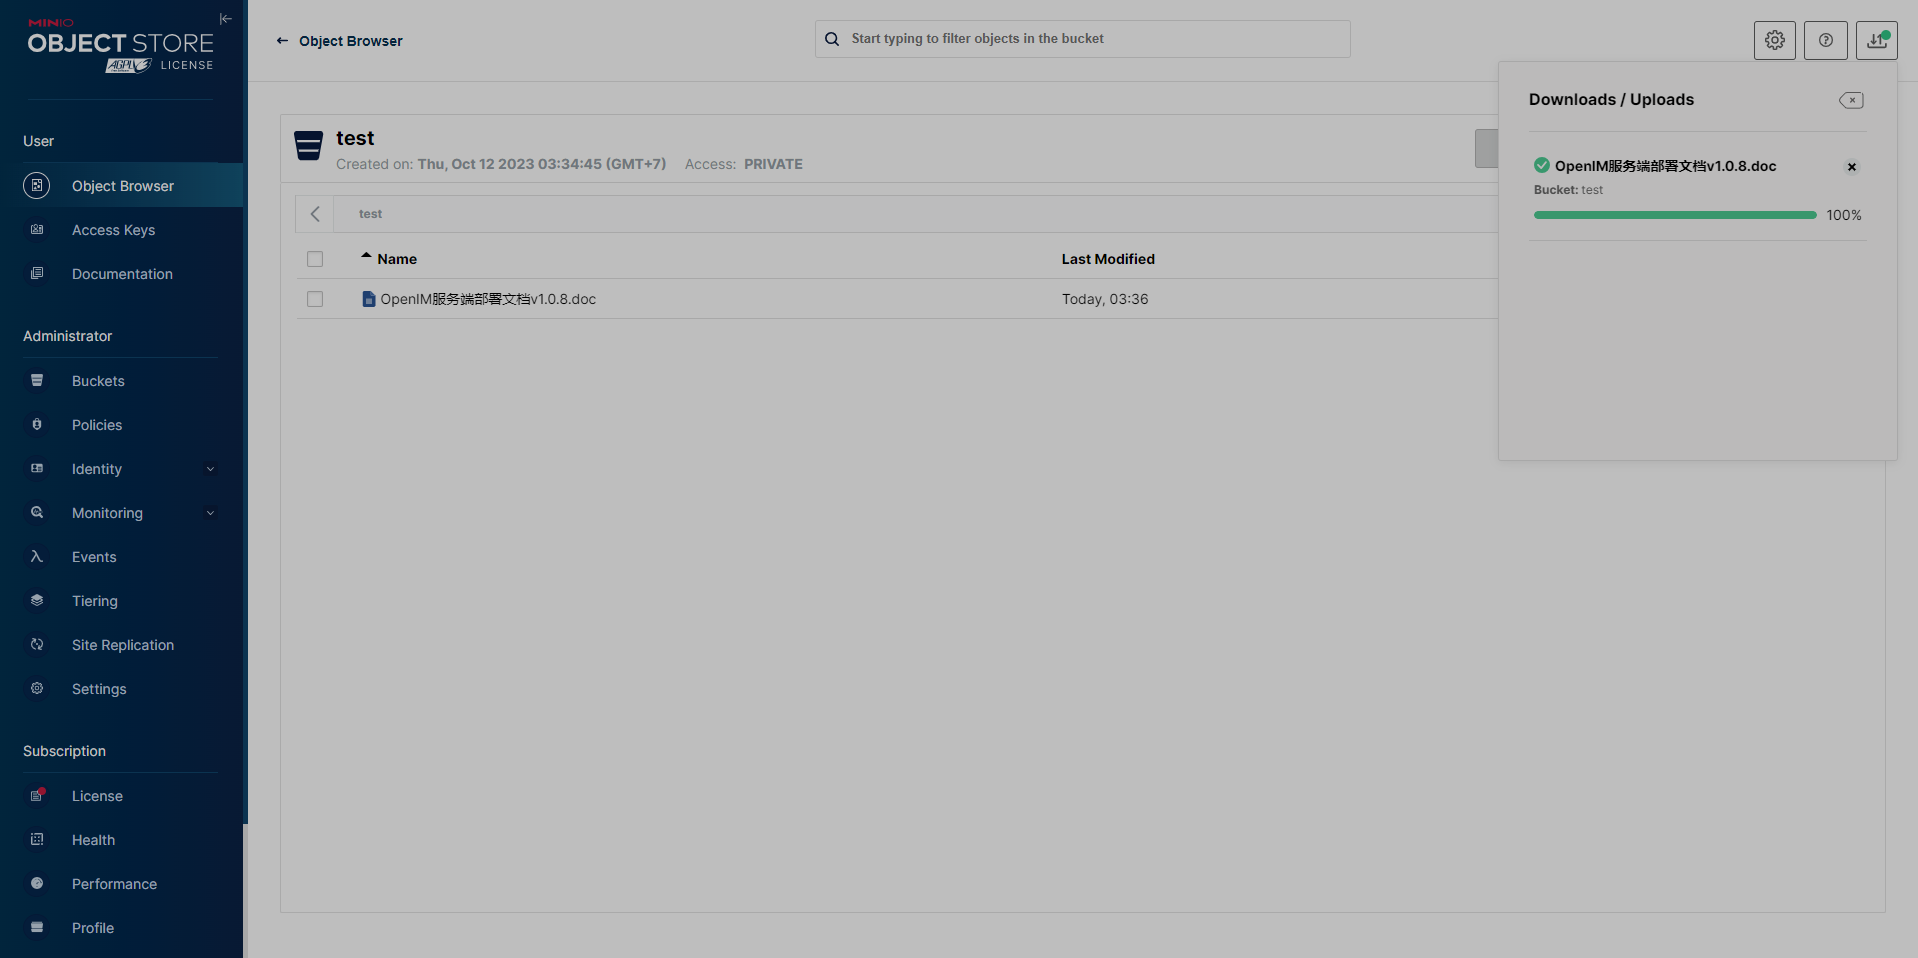 MINIO
OBJECT STORE
AGPLv3 LICENSE
User
Object Browser
Access Keys
Documentation
Administrator
Buckets
Policies
Identity
Monitoring
Events
Tiering
Site Replication
Settings
Subscription
License
Health
Performance
Profile
Object Browser
Start typing to filter objects in the bucket
test
Created on: Thu, Oct 12 2023 03:34:45 (GMT+7) Access: PRIVATE
test
Name Last Modified
OpenIM服务端部署文档v1.0.8.doc Today, 03:36
Downloads / Uploads
OpenIM服务端部署文档v1.0.8.doc
Bucket: test
100%